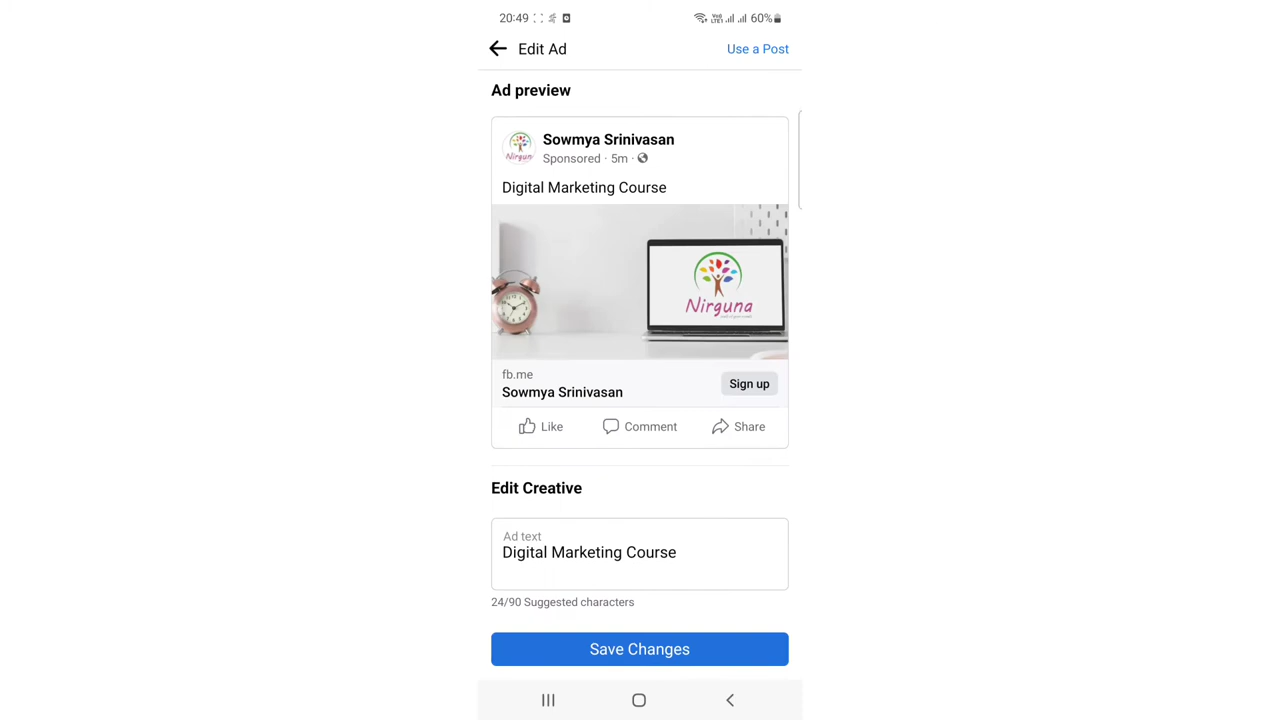 20:49 60%
Edit Ad Use a Post
Ad preview
Nirguna
Sowmya Srinivasan
Sponsored · 5m ·
Digital Marketing Course
Nirguna
fb.me
Sowmya Srinivasan
Sign up
Like Comment Share
Edit Creative
Ad text
Digital Marketing Course
24/90 Suggested characters
Save Changes